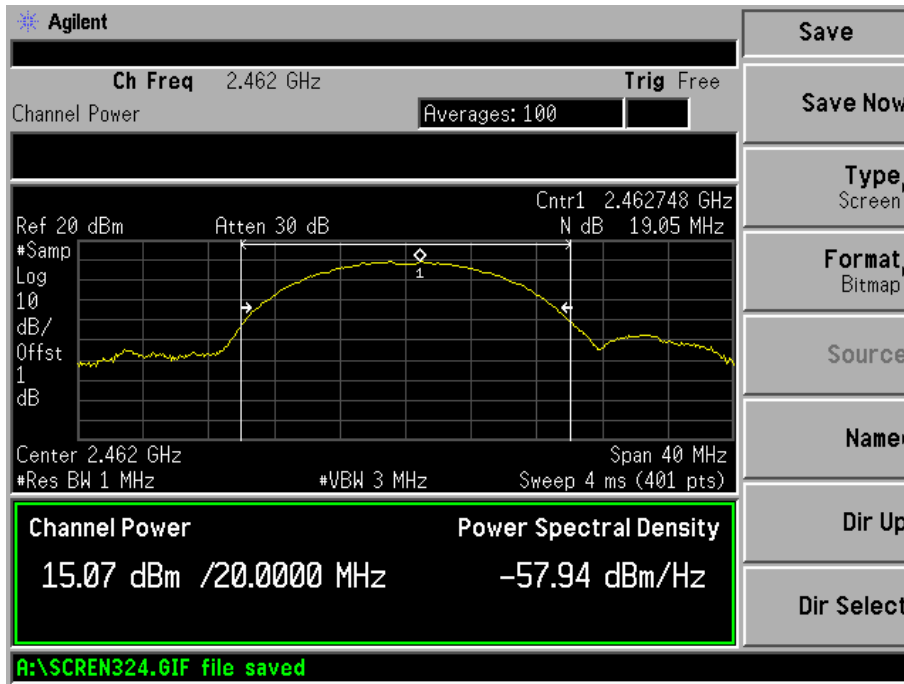 Agilent
Ch Freq 2.462 GHz Trig Free
Channel Power Averages: 100
Cntr1 2.462748 GHz
Ref 20 dBm Atten 30 dB N dB 19.05 MHz
#Samp
Log
10
dB/
Offst
1
dB
1
Center 2.462 GHz Span 40 MHz
#Res BW 1 MHz #VBW 3 MHz Sweep 4 ms (401 pts)
Channel Power Power Spectral Density
15.07 dBm /20.0000 MHz -57.94 dBm/Hz
A:\SCREN324.GIF file saved
Save
Save Now
Type
Screen
Format
Bitmap
Source
Name
Dir Up
Dir Select